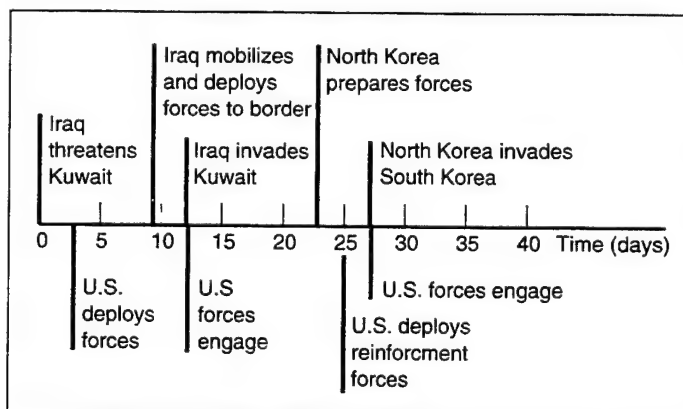 Iraq mobilizes
and deploys
forces to border
North Korea
prepares forces
Iraq
threatens
Kuwait
Iraq invades
Kuwait
North Korea invades
South Korea
0 5 10 15 20 25 30 35 40 Time (days)
U.S.
deploys
forces
U.S
forces
engage
U.S. forces engage
U.S. deploys
reinforcment
forces